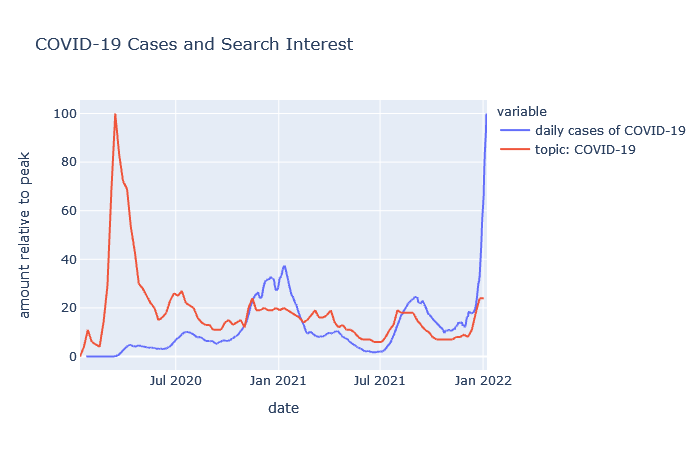 COVID-19 Cases and Search Interest
variable
daily cases of COVID-19
topic: COVID-19
amount relative to peak
100
80
60
40
20
0
Jul 2020
Jan 2021
Jul 2021
Jan 2022
date